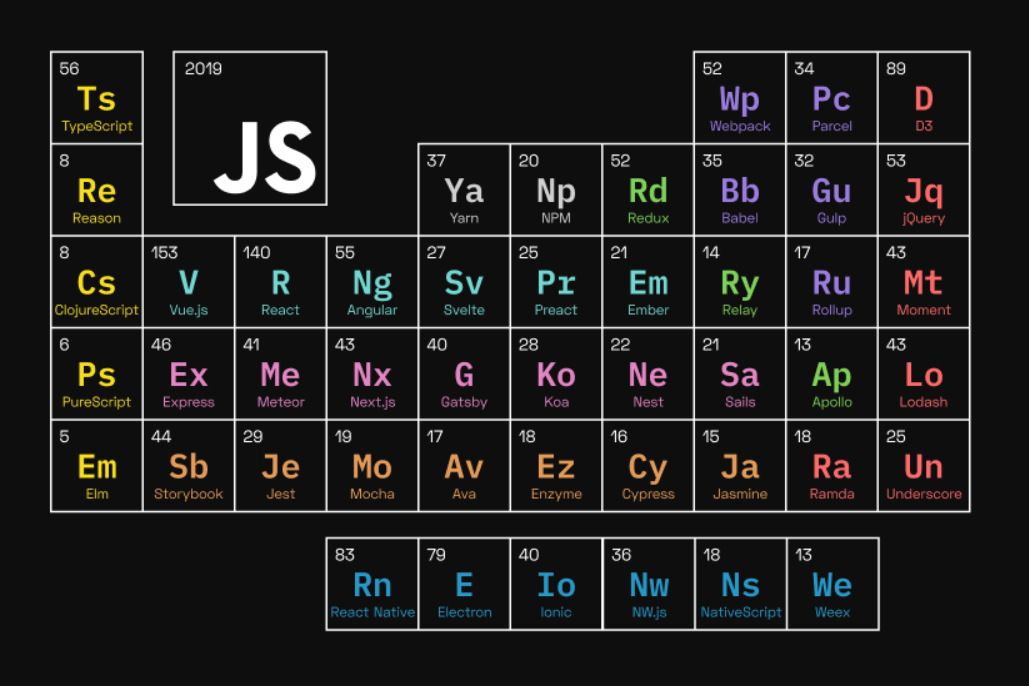 56
Ts
TypeScript
2019
JS
52
Wp
Webpack
34
Pc
Parcel
89
D
D3
8
Re
Reason
37
Ya
Yarn
20
Np
NPM
52
Rd
Redux
35
Bb
Babel
32
Gu
Gulp
53
Jq
jQuery
8
Cs
ClojureScript
153
V
Vue.js
140
R
React
55
Ng
Angular
27
Sv
Svelte
25
Pr
Preact
21
Em
Ember
14
Ry
Relay
17
Ru
Rollup
43
Mt
Moment
6
Ps
PureScript
46
Ex
Express
41
Me
Meteor
43
Nx
Next.js
40
G
Gatsby
28
Ko
Koa
22
Ne
Nest
21
Sa
Sails
13
Ap
Apollo
43
Lo
Lodash
5
Em
Elm
44
Sb
Storybook
29
Je
Jest
19
Mo
Mocha
17
Av
Ava
18
Ez
Enzyme
16
Cy
Cypress
15
Ja
Jasmine
18
Ra
Ramda
25
Un
Underscore
83
Rn
React Native
79
E
Electron
40
Io
Ionic
36
Nw
NW.js
18
Ns
NativeScript
13
We
Weex